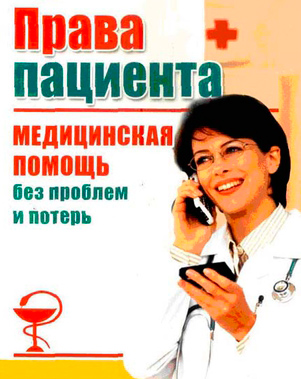 Права
пациента
МЕДИЦИНСКАЯ
ПОМОЩЬ
без проблем
и потерь